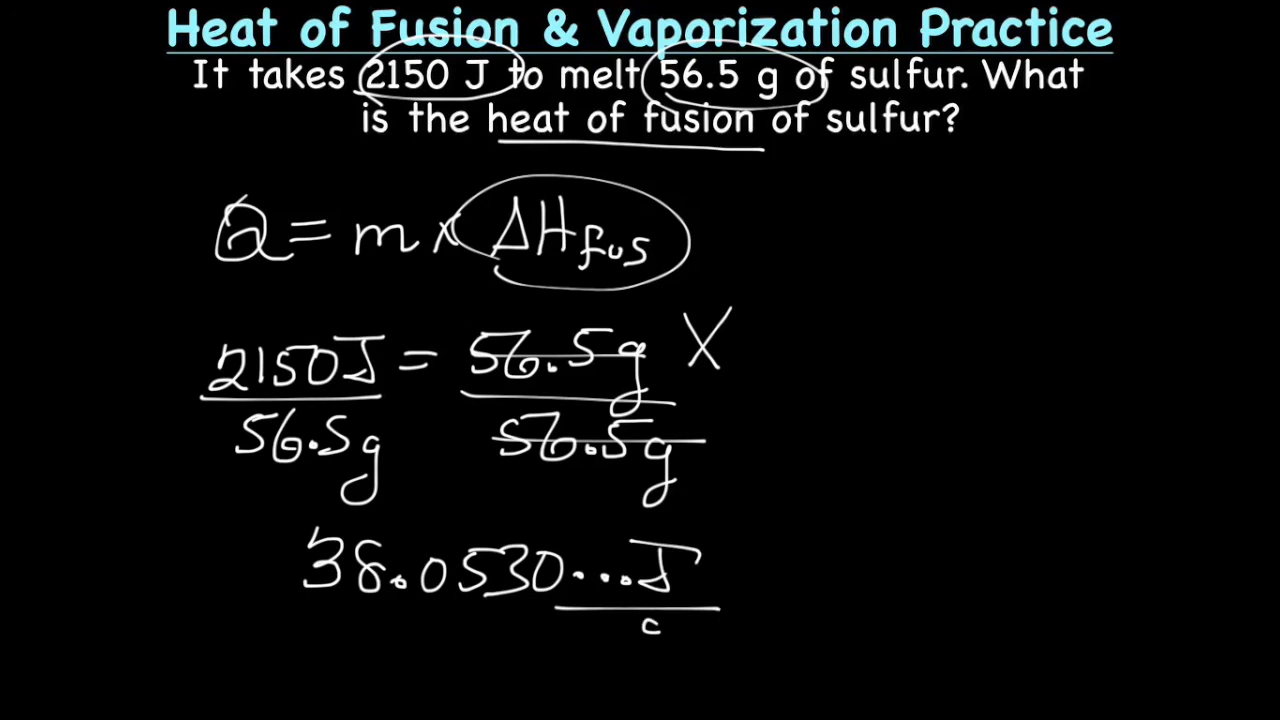 Heat of Fusion & Vaporization Practice
It takes 2150 J to melt 56.5 g of sulfur. What
is the heat of fusion of sulfur?
Q = m x ΔHfus
2150J = 56.5g X
56.5g 56.5g
38.0530...J